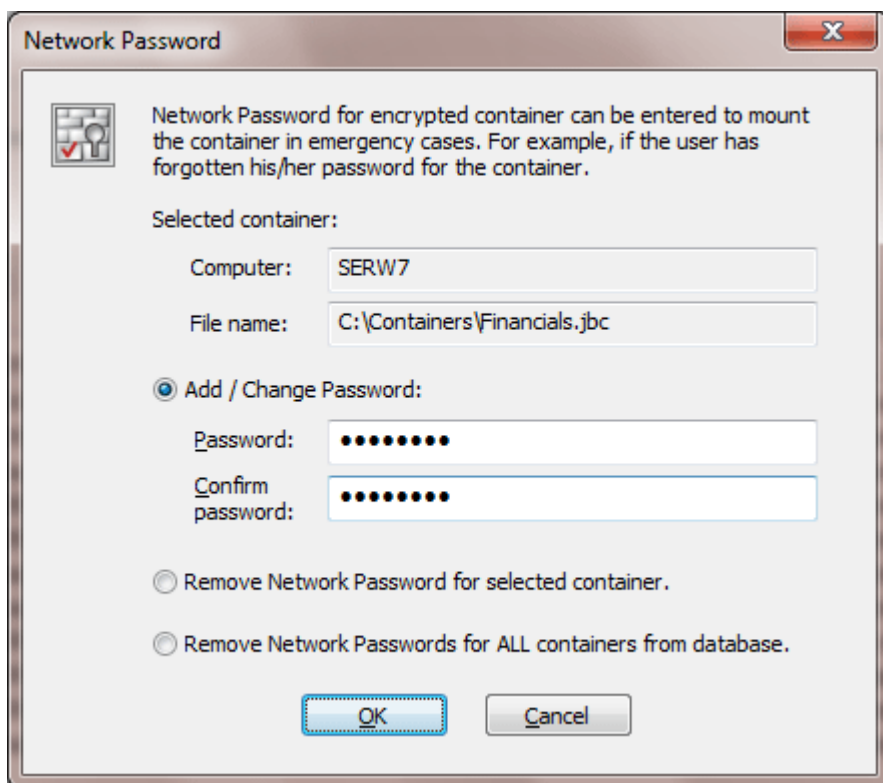 Network Password
Network Password for encrypted container can be entered to mount
the container in emergency cases. For example, if the user has
forgotten his/her password for the container.
Selected container:
Computer: SERW7
File name: C:\Containers\Financials.jbc
Add / Change Password:
Password: ●●●●●●●●
Confirm
password: ●●●●●●●●
Remove Network Password for selected container.
Remove Network Passwords for ALL containers from database.
OK Cancel